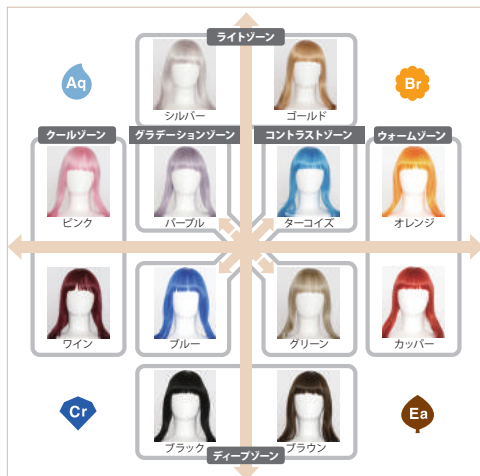 ライトゾーン
Aq
Br
シルバー
ゴールド
クールゾーン
グラデーションゾーン
コントラストゾーン
ウォームゾーン
ピンク
パープル
ターコイズ
オレンジ
ワイン
ブルー
グリーン
カッパー
Cr
Ea
ブラック
ブラウン
ディープゾーン